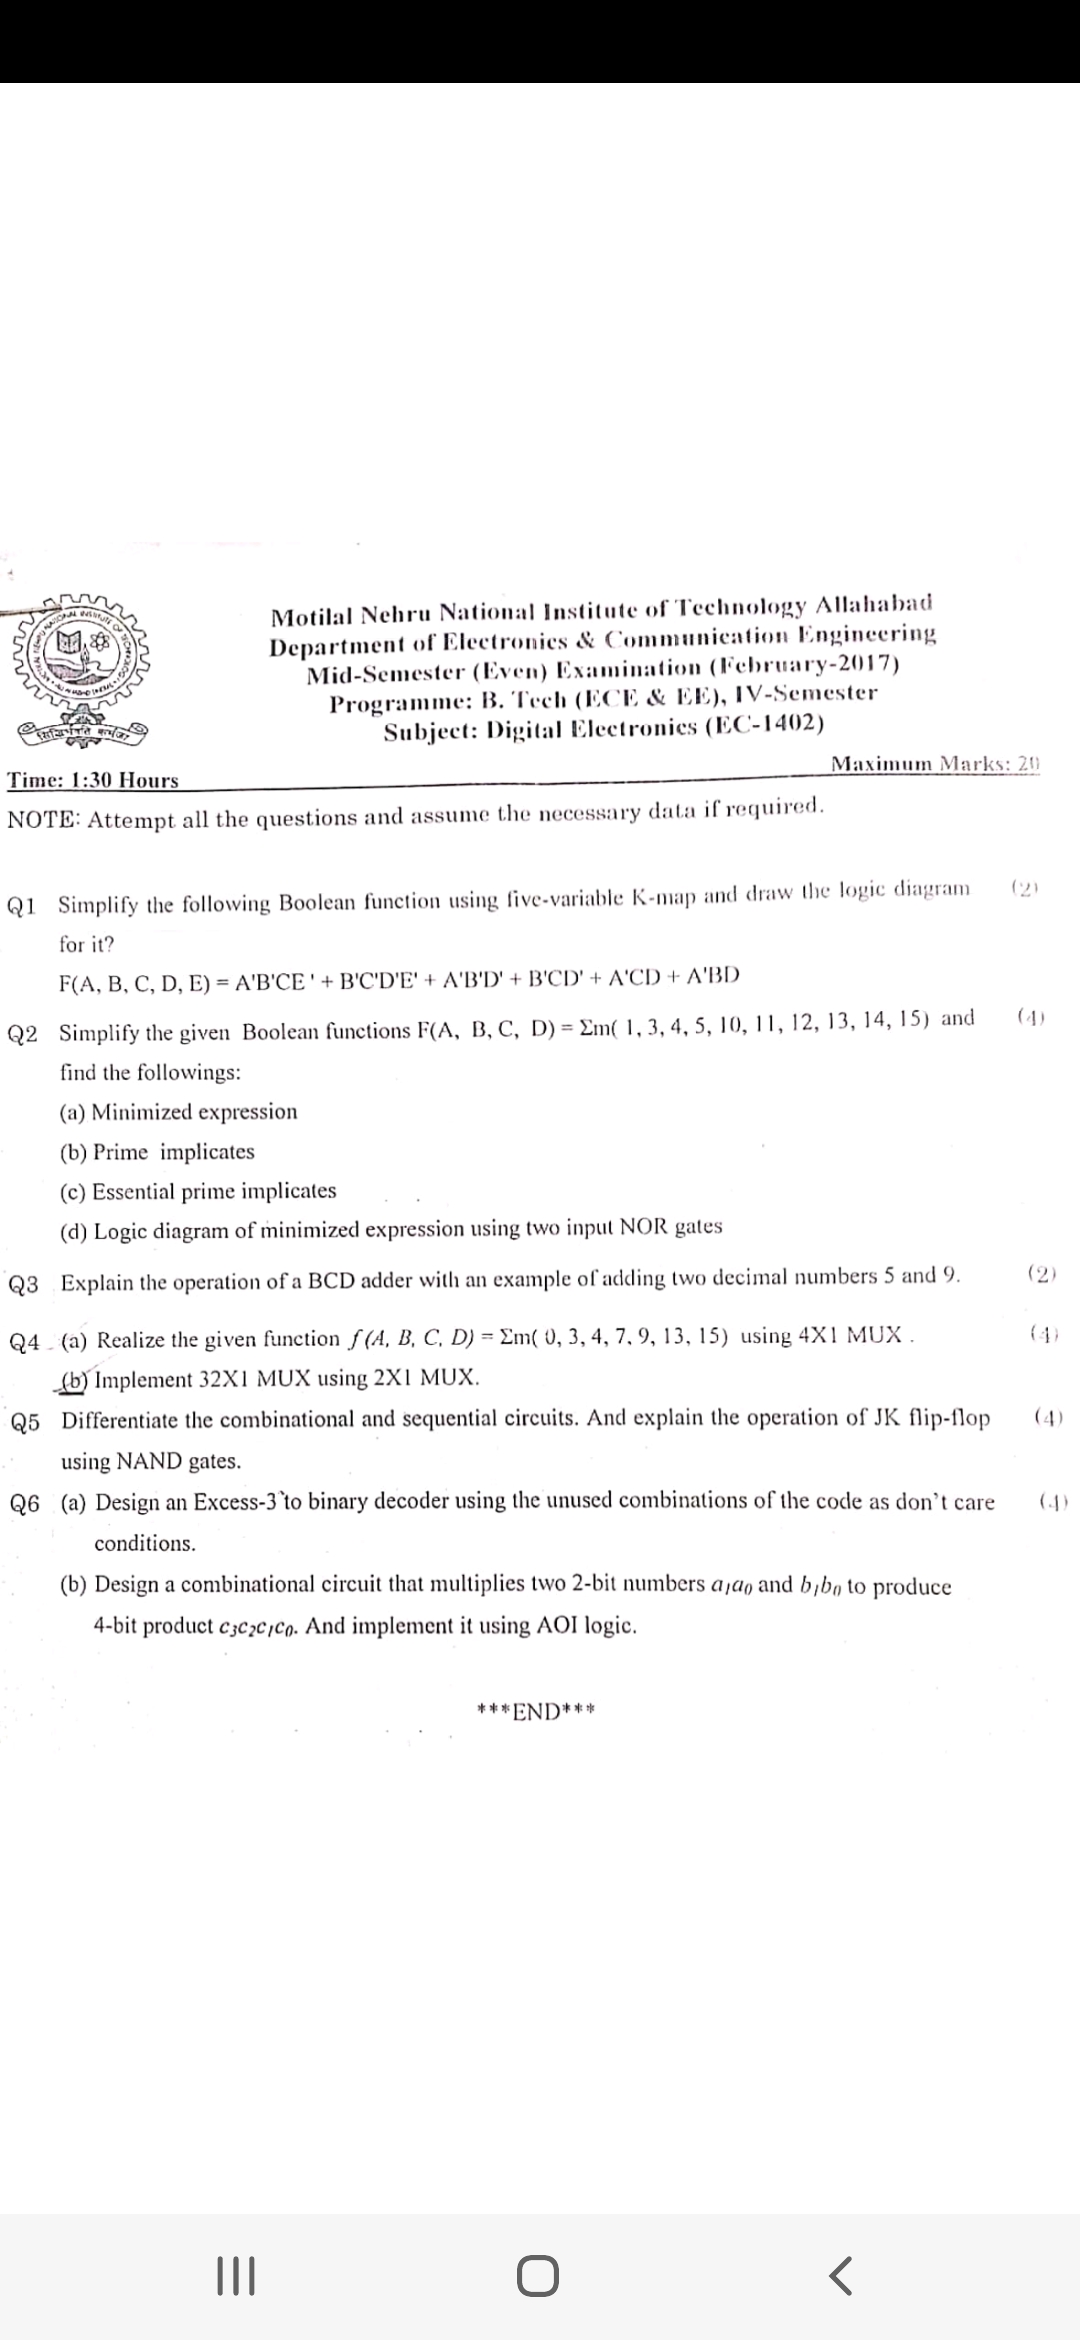 Motilal Nehru National Institute of Technology Allahabad
Department of Electronics & Communication Engineering
Mid-Semester (Even) Examination (February-2017)
Programme: B. Tech (ECE & EE), IV-Semester
Subject: Digital Electronics (EC-1402)
Time: 1:30 Hours Maximum Marks: 20
NOTE: Attempt all the questions and assume the necessary data if required.
Q1 Simplify the following Boolean function using five-variable K-map and draw the logic diagram (2)
for it?
F(A, B, C, D, E) = A'B'CE ' + B'C'D'E' + A'B'D' + B'CD' + A'CD + A'BD
Q2 Simplify the given Boolean functions F(A, B, C, D) = Σm( 1, 3, 4, 5, 10, 11, 12, 13, 14, 15) and (4)
find the followings:
(a) Minimized expression
(b) Prime implicates
(c) Essential prime implicates
(d) Logic diagram of minimized expression using two input NOR gates
Q3 Explain the operation of a BCD adder with an example of adding two decimal numbers 5 and 9. (2)
Q4 (a) Realize the given function f (A, B, C, D) = Σm( 0, 3, 4, 7, 9, 13, 15) using 4X1 MUX . (4)
(b) Implement 32X1 MUX using 2X1 MUX.
Q5 Differentiate the combinational and sequential circuits. And explain the operation of JK flip-flop (4)
using NAND gates.
Q6 (a) Design an Excess-3 to binary decoder using the unused combinations of the code as don't care (4)
conditions.
(b) Design a combinational circuit that multiplies two 2-bit numbers a₁a₀ and b₁b₀ to produce
4-bit product c₃c₂c₁c₀. And implement it using AOI logic.
***END***